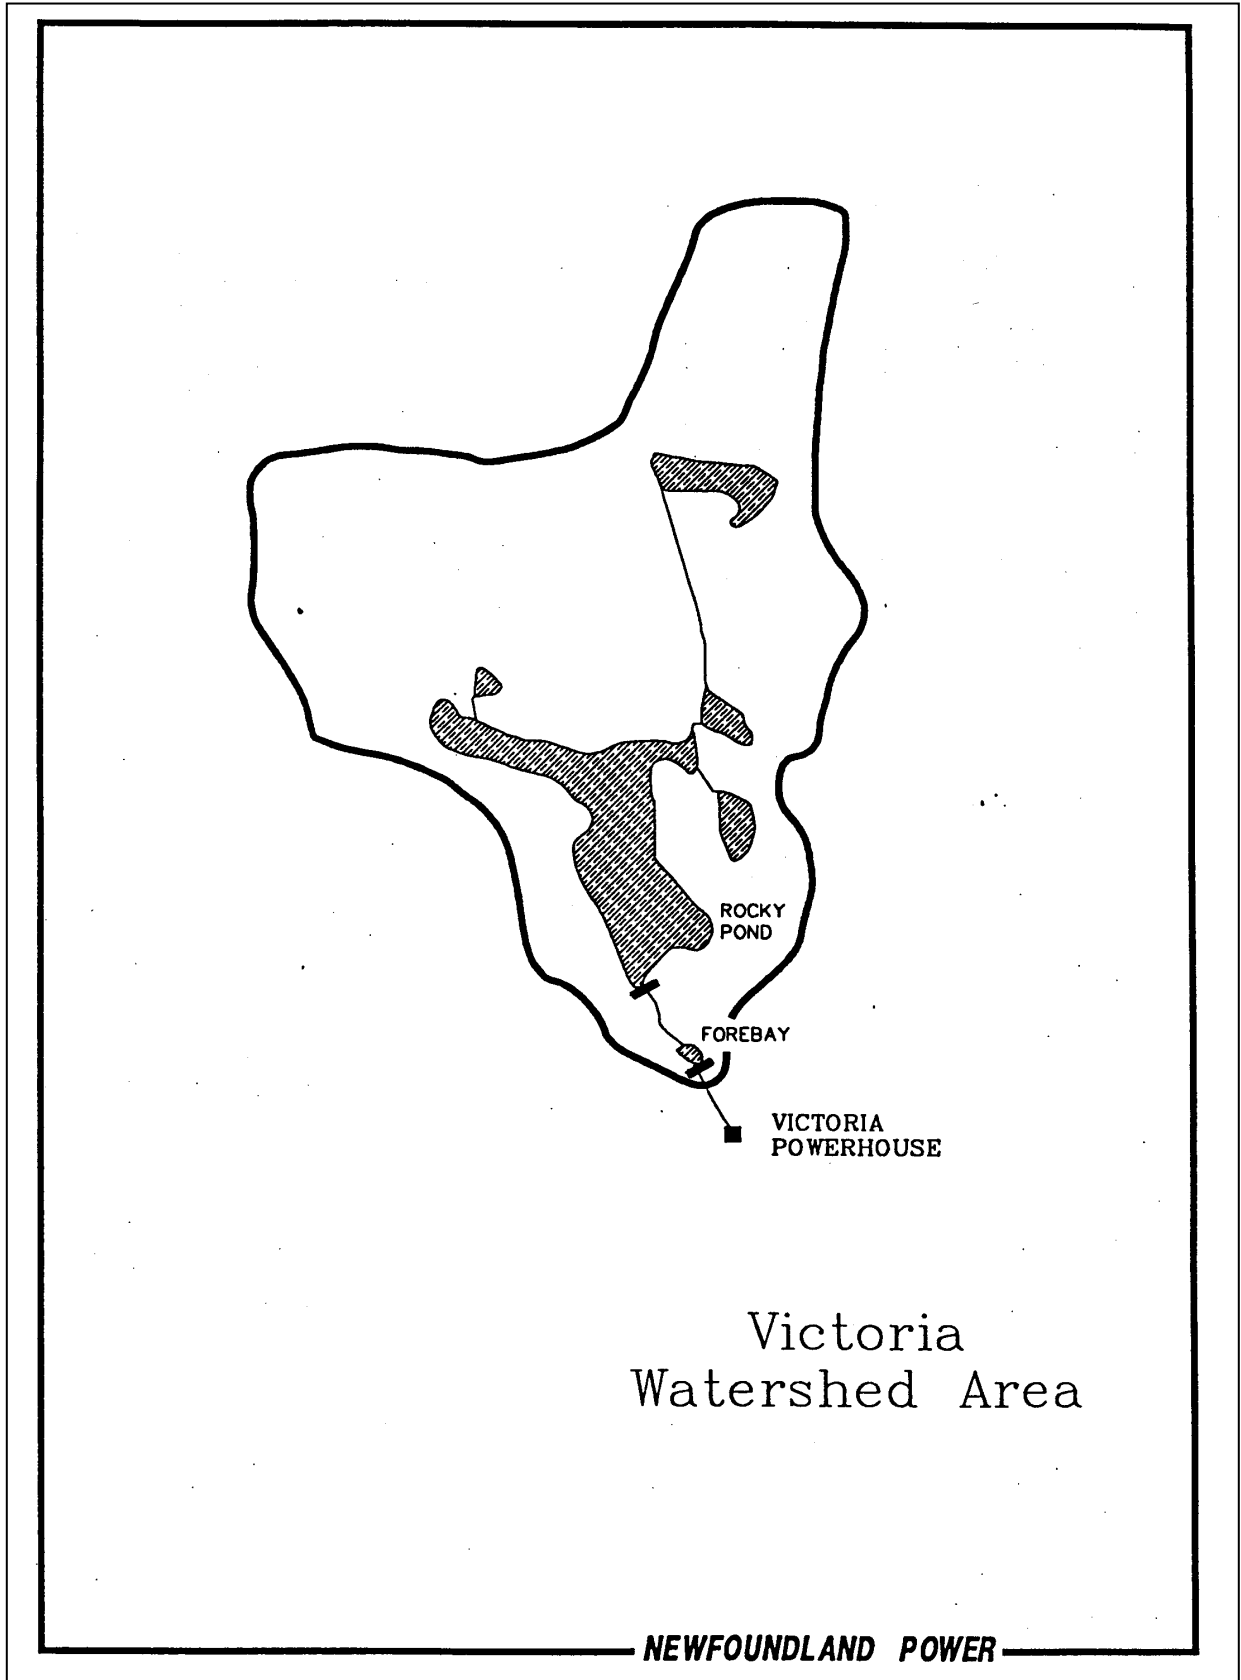 ROCKY
POND
FOREBAY
VICTORIA
POWERHOUSE
Victoria
Watershed Area
NEWFOUNDLAND POWER